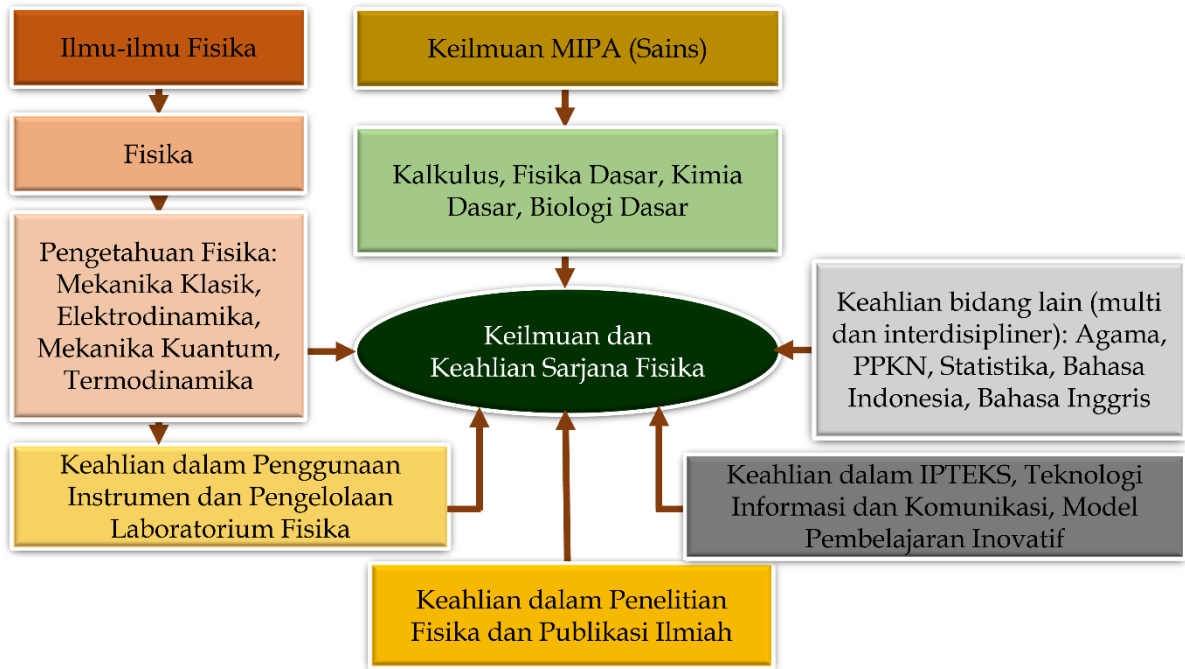 Ilmu-ilmu Fisika
Keilmuan MIPA (Sains)
Fisika
Kalkulus, Fisika Dasar, Kimia
Dasar, Biologi Dasar
Pengetahuan Fisika:
Mekanika Klasik,
Elektrodinamika,
Mekanika Kuantum,
Termodinamika
Keilmuan dan
Keahlian Sarjana Fisika
Keahlian bidang lain (multi
dan interdisipliner): Agama,
PPKN, Statistika, Bahasa
Indonesia, Bahasa Inggris
Keahlian dalam Penggunaan
Instrumen dan Pengelolaan
Laboratorium Fisika
Keahlian dalam IPTEKS, Teknologi
Informasi dan Komunikasi, Model
Pembelajaran Inovatif
Keahlian dalam Penelitian
Fisika dan Publikasi Ilmiah